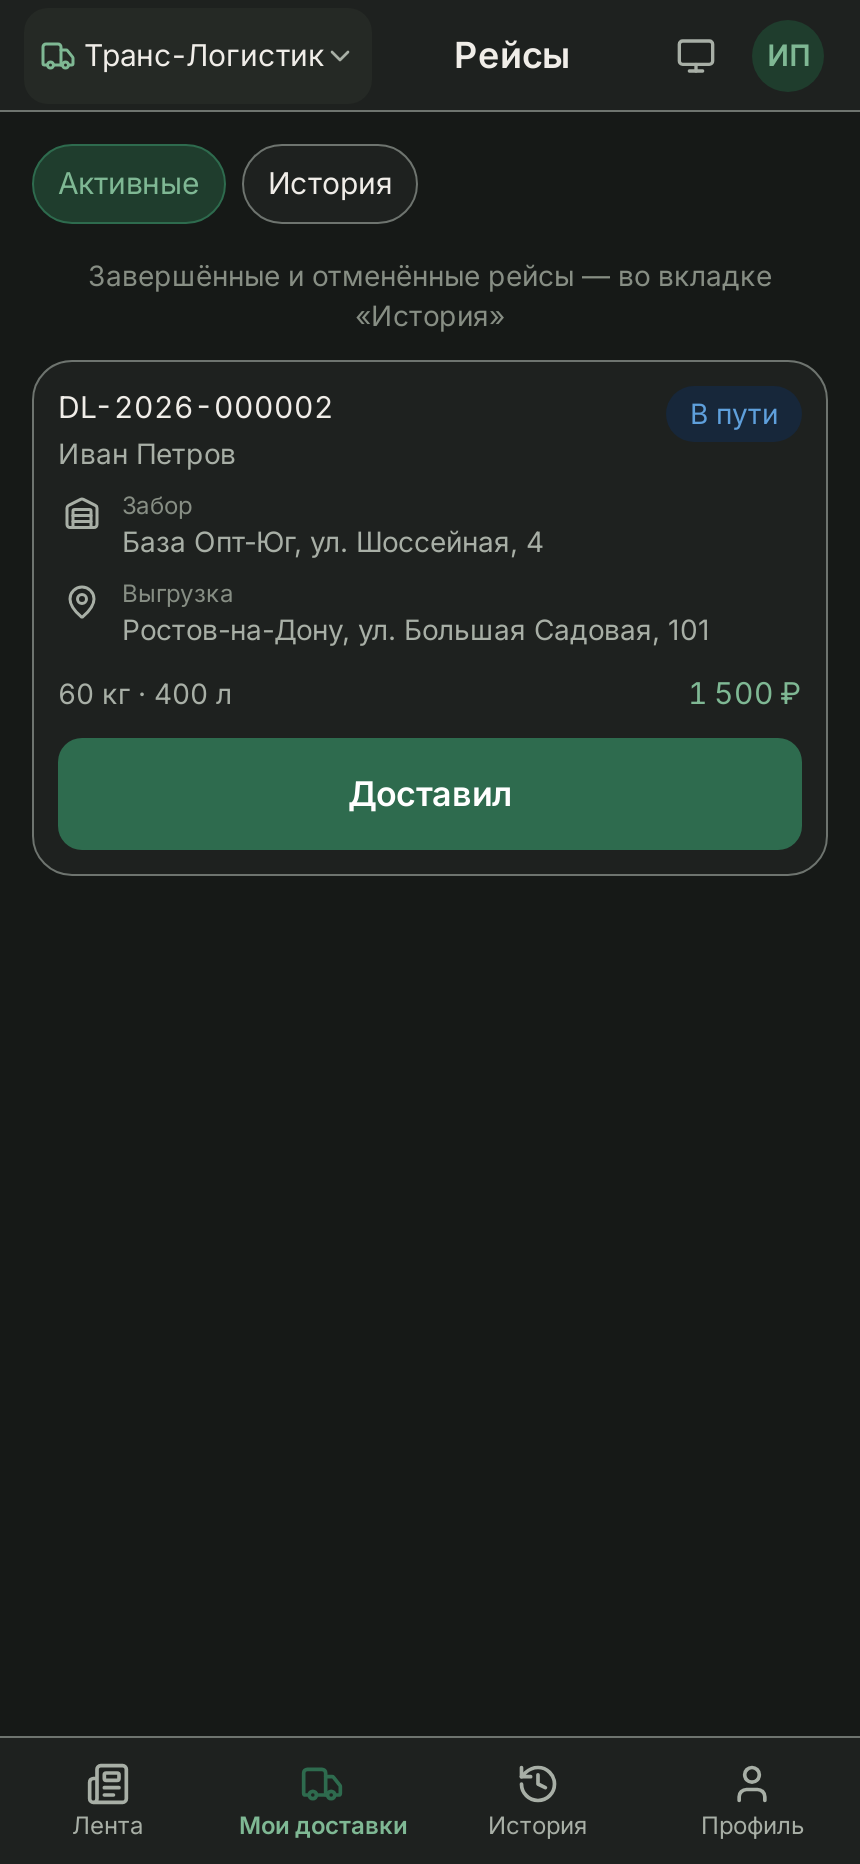 Транс-Логистик
Рейсы
ИП
Активные
История
Завершённые и отменённые рейсы — во вкладке
«История»
DL-2026-000002
В пути
Иван Петров
Забор
База Опт-Юг, ул. Шоссейная, 4
Выгрузка
Ростов-на-Дону, ул. Большая Садовая, 101
60 кг · 400 л
1 500 ₽
Доставил
Лента
Мои доставки
История
Профиль